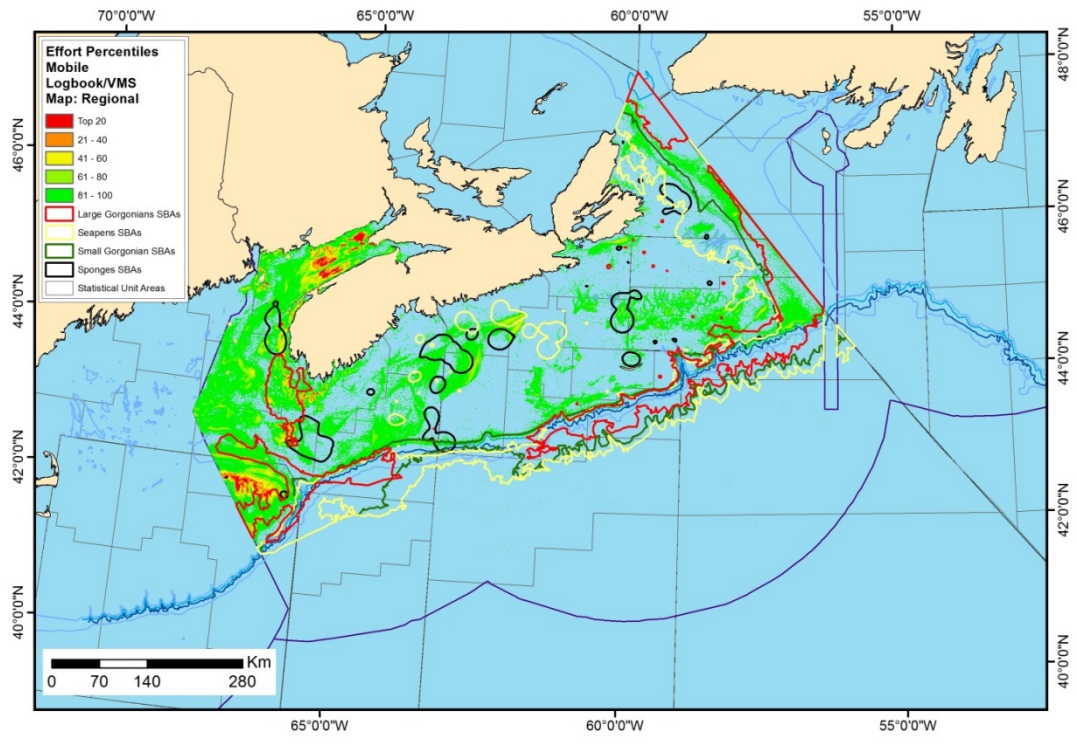 70°0'0"W
65°0'0"W
60°0'0"W
55°0'0"W
Effort Percentiles
Mobile
Logbook/VMS
Map: Regional
Top 20
21 - 40
41 - 60
61 - 80
81 - 100
Large Gorgonians SBAs
Seapens SBAs
Small Gorgonian SBAs
Sponges SBAs
Statistical Unit Areas
46°0'0"N
44°0'0"N
42°0'0"N
40°0'0"N
48°0'0"N
46°0'0"N
44°0'0"N
42°0'0"N
40°0'0"N
Km
0 70 140 280
65°0'0"W
60°0'0"W
55°0'0"W